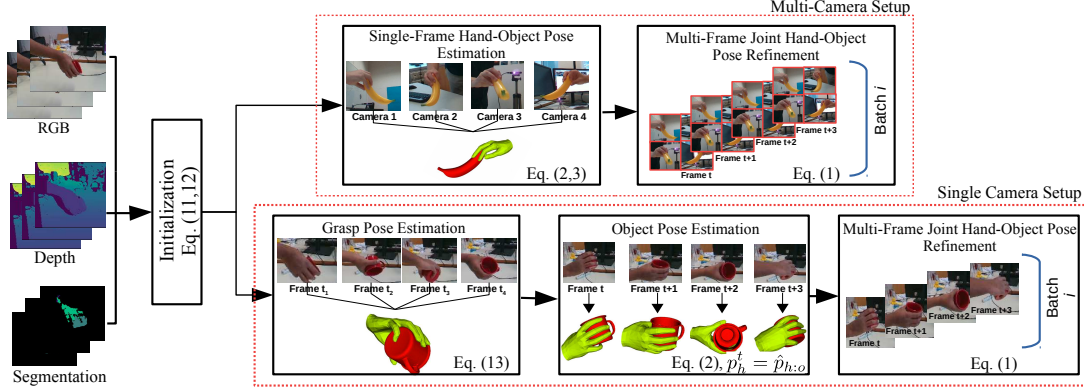 Multi-Camera Setup
RGB
Depth
Segmentation
Initialization
Eq. (11,12)
Single-Frame Hand-Object Pose
Estimation
Camera 1
Camera 2
Camera 3
Camera 4
Eq. (2,3)
Multi-Frame Joint Hand-Object
Pose Refinement
Frame t
Frame t+1
Frame t+2
Frame t+3
Batch i
Eq. (1)
Single Camera Setup
Grasp Pose Estimation
Frame t₁
Frame t₂
Frame t₃
Frame t₄
Eq. (13)
Object Pose Estimation
Frame t
Frame t+1
Frame t+2
Frame t+3
Eq. (2), p_h^t = p̂_{h:o}
Multi-Frame Joint Hand-Object Pose
Refinement
Frame t
Frame t+1
Frame t+2
Frame t+3
Batch i
Eq. (1)